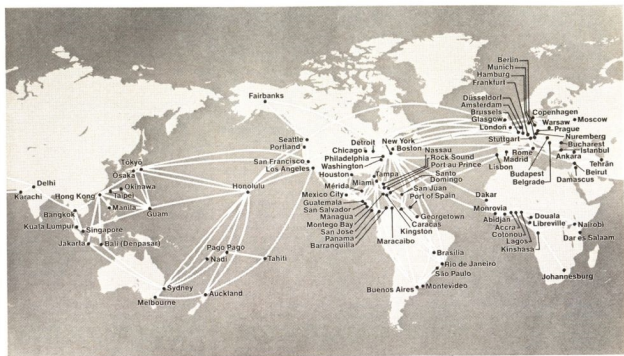 Fairbanks
Seattle
Portland
San Francisco
Los Angeles
Honolulu
Tokyo
Osaka
Okinawa
Taipei
Hong Kong
Manila
Guam
Delhi
Karachi
Bangkok
Kuala Lumpur
Singapore
Jakarta
Bali (Denpasar)
Pago Pago
Nadi
Tahiti
Sydney
Melbourne
Auckland
Detroit
Chicago
Philadelphia
Washington
Houston
New York
Boston
Tampa
Miami
Mérida
Mexico City
Guatemala
San Salvador
Managua
Montego Bay
San Jose
Panama
Barranquilla
Maracaibo
Nassau
Rock Sound
Port au Prince
Santo
Domingo
San Juan
Port of Spain
Georgetown
Caracas
Kingston
Brasilia
Rio de Janeiro
São Paulo
Buenos Aires
Montevideo
Berlin
Munich
Hamburg
Frankfurt
Düsseldorf
Amsterdam
Brussels
Glasgow
London
Stuttgart
Copenhagen
Warsaw
Moscow
Prague
Nuremberg
Bucharest
Istanbul
Ankara
Tehrān
Beirut
Damascus
Rome
Madrid
Lisbon
Budapest
Belgrade
Dakar
Monrovia
Abidjan
Accra
Cotonou
Lagos
Kinshasa
Douala
Libreville
Nairobi
Dar es Salaam
Johannesburg